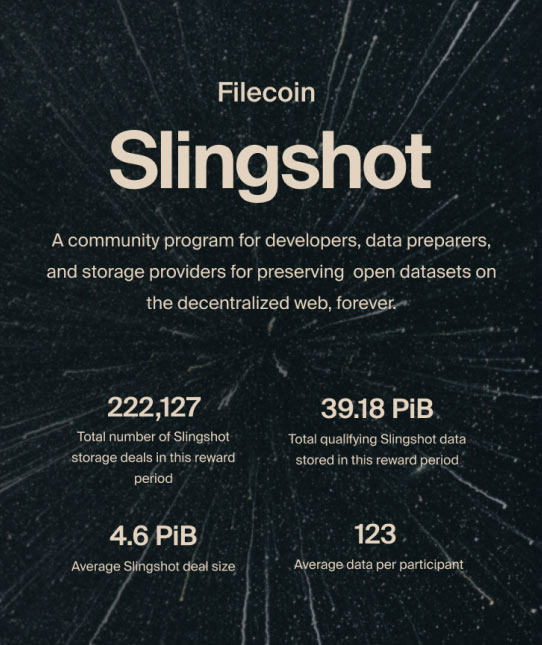 Filecoin
Slingshot
A community program for developers, data preparers,
and storage providers for preserving  open datasets on
the decentralized web, forever.
222,127
Total number of Slingshot
storage deals in this reward
period
39.18 PiB
Total qualifying Slingshot data
stored in this reward period
4.6 PiB
Average Slingshot deal size
123
Average data per participant